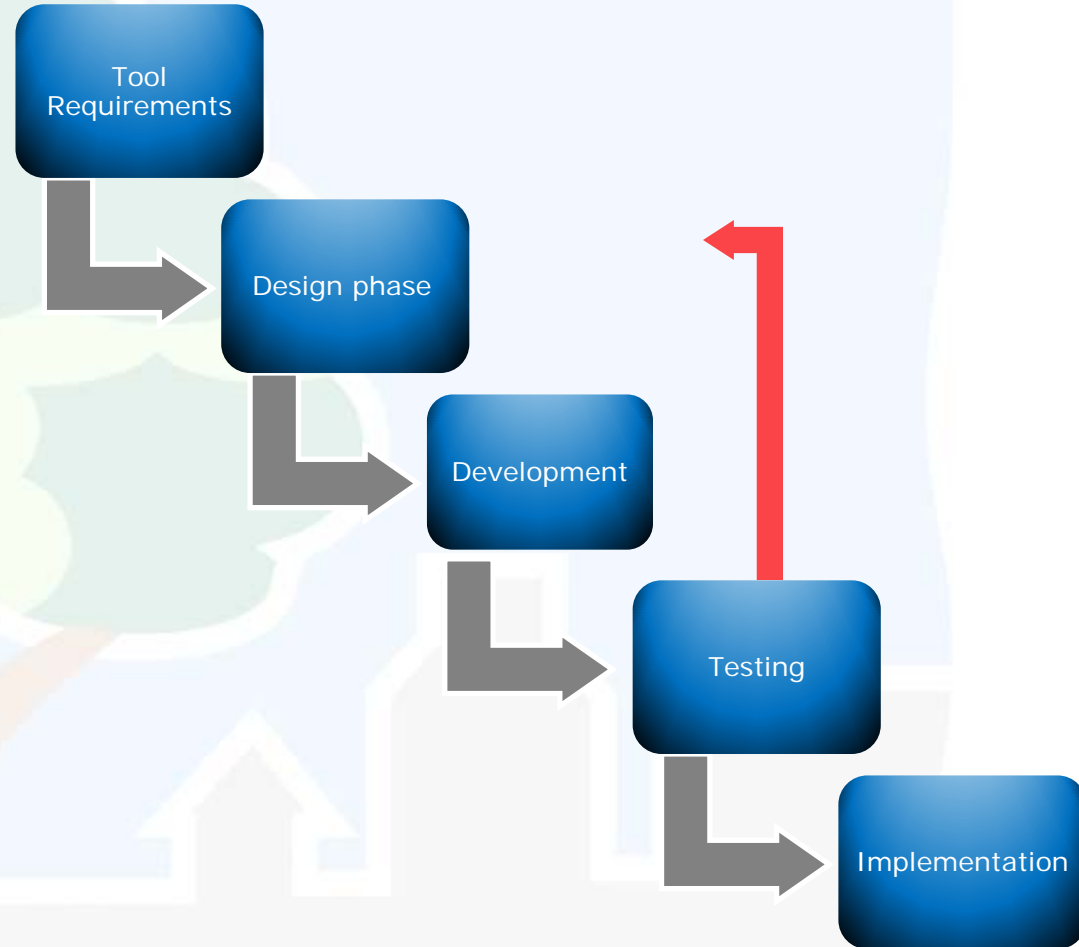 Tool
Requirements
Design phase
Development
Testing
Implementation